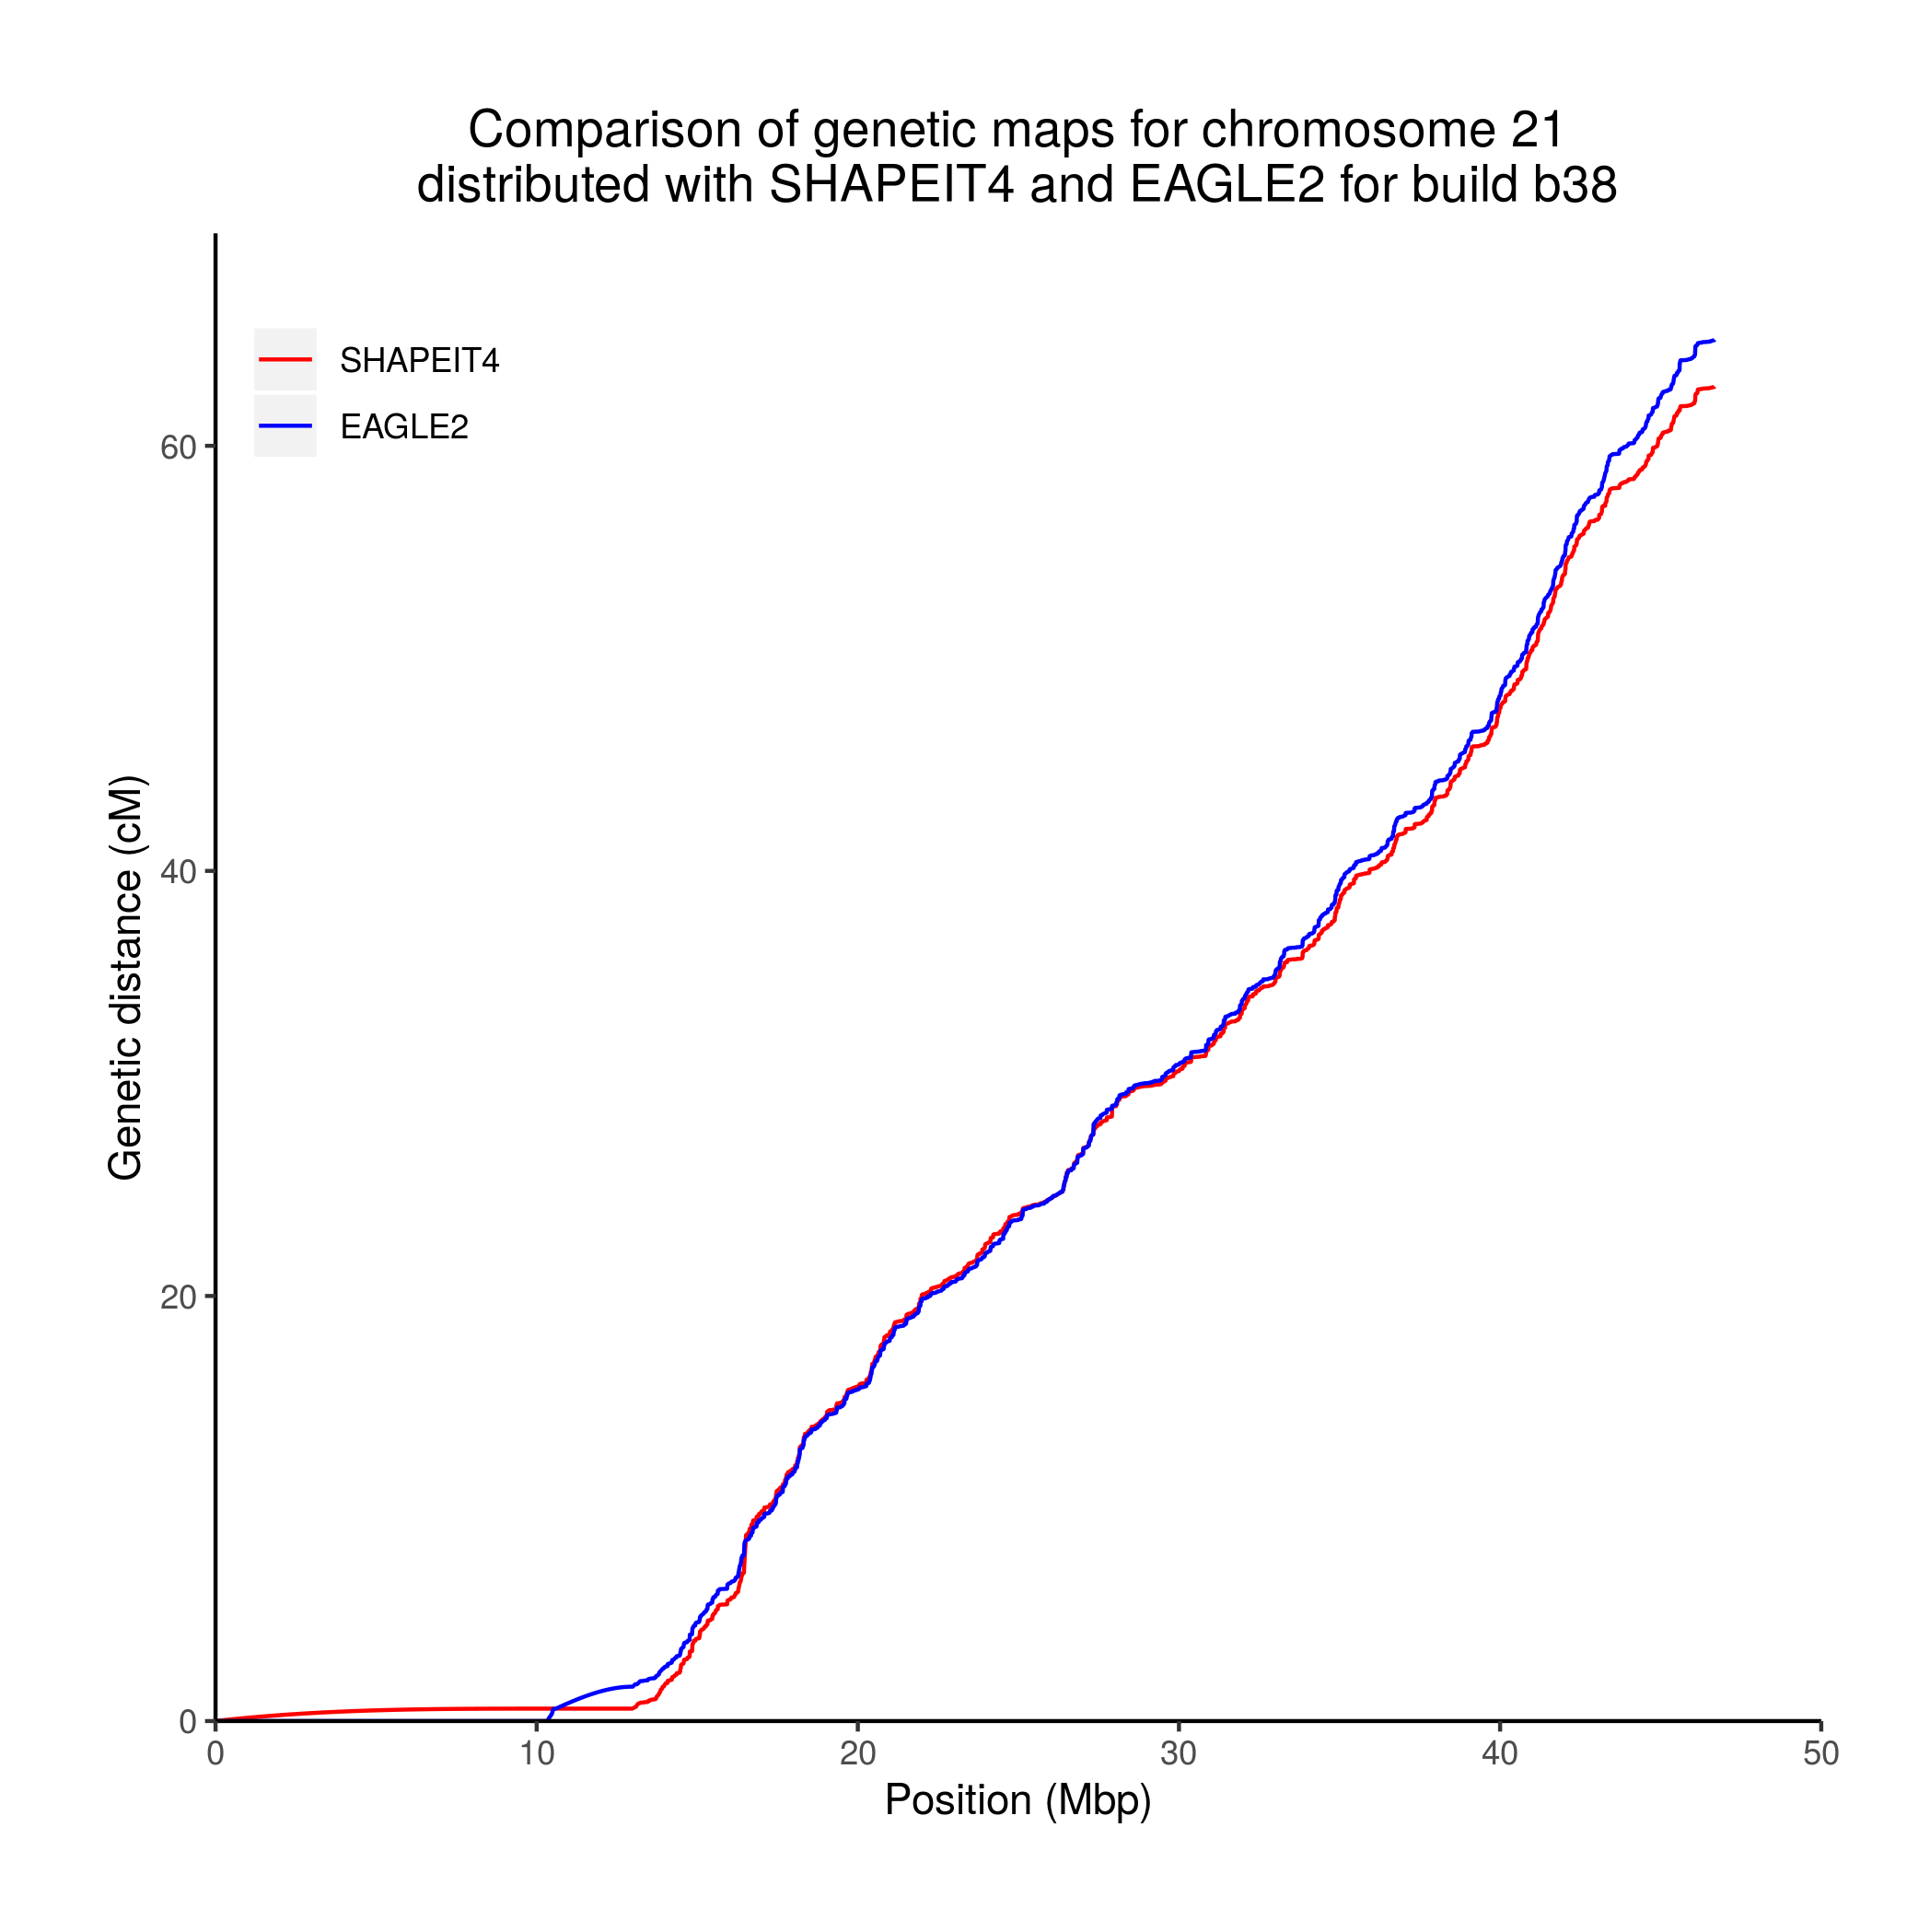 Comparison of genetic maps for chromosome 21
distributed with SHAPEIT4 and EAGLE2 for build b38
SHAPEIT4
EAGLE2
Genetic distance (cM)
60
40
20
0
0 10 20 30 40 50
Position (Mbp)